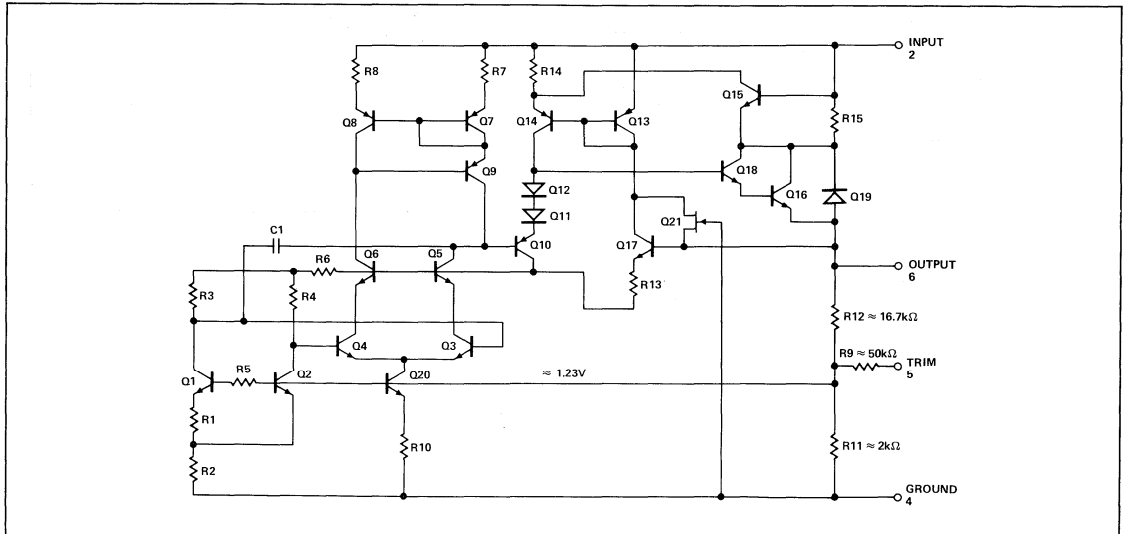 INPUT
2
R8
R7
R14
Q15
Q8
Q7
Q14
Q13
R15
Q9
Q18
Q12
Q16
Q19
Q11
Q21
C1
Q10
Q17
Q6
Q5
R6
OUTPUT
6
R3
R4
R13
R12 ≈ 16.7kΩ
Q4
Q3
R9 ≈ 50kΩ
TRIM
5
Q1
R5
Q2
Q20
≈ 1.23V
R1
R11 ≈ 2kΩ
R10
R2
GROUND
4